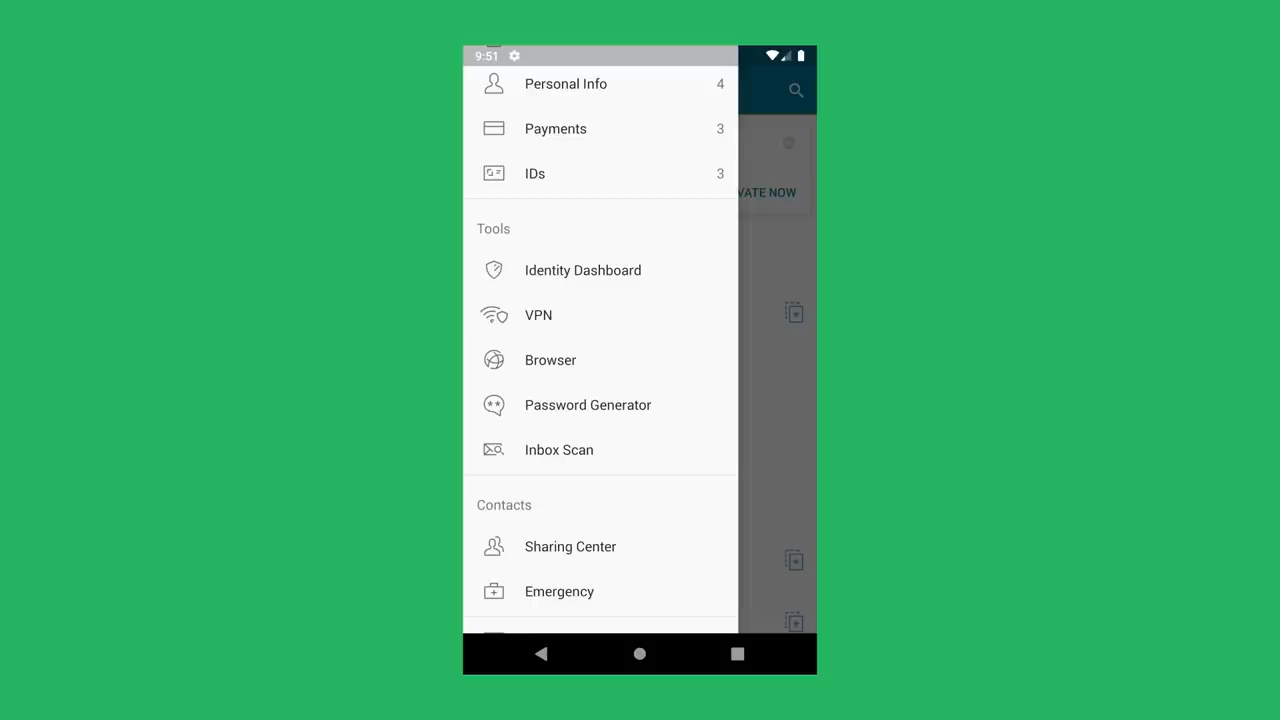 9:51
Personal Info 4
Payments 3
IDs 3
VATE NOW
Tools
Identity Dashboard
VPN
Browser
Password Generator
Inbox Scan
Contacts
Sharing Center
Emergency